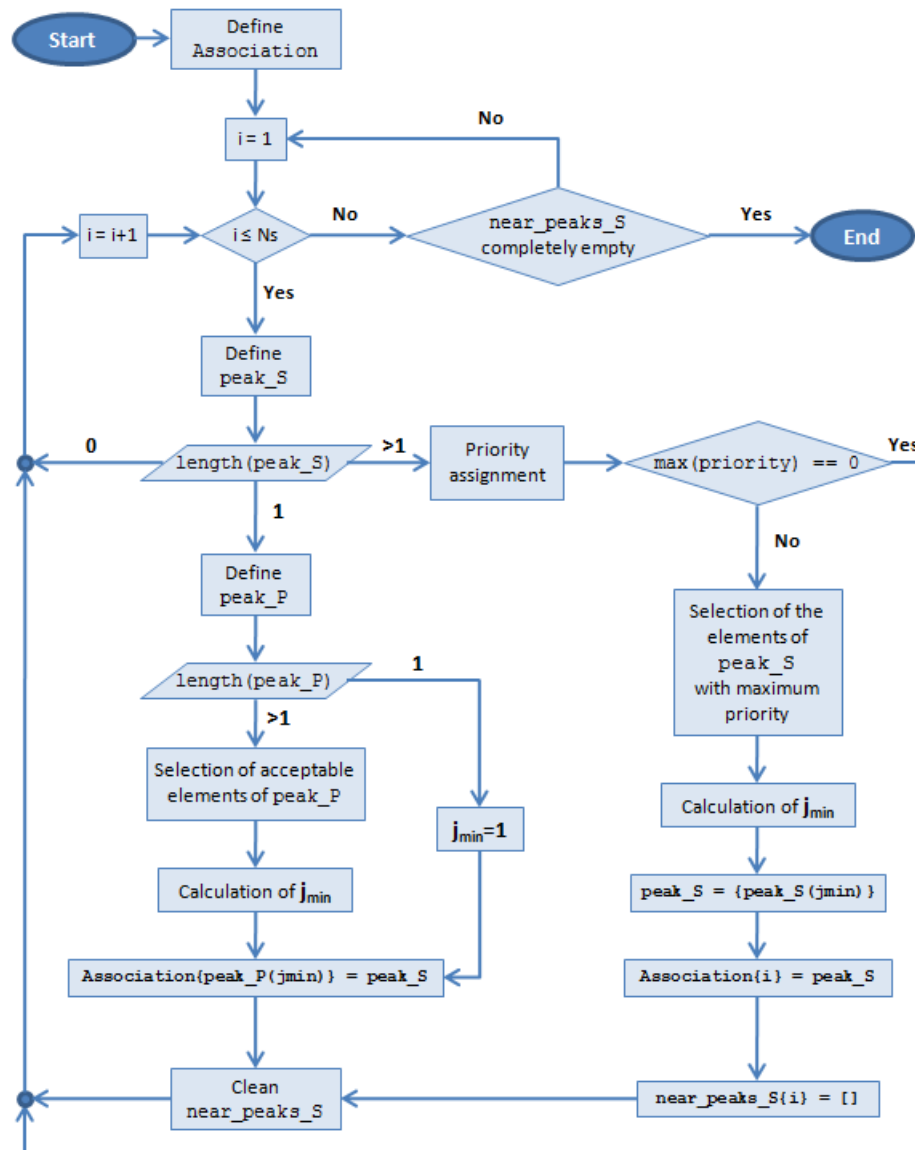 Start
Define
Association
i = 1
No
i = i+1
i ≤ Ns
No
near_peaks_S
completely empty
Yes
End
Yes
Define
peak_S
0
length(peak_S)
>1
Priority
assignment
max(priority) == 0
Yes
1
No
Define
peak_P
Selection of the
elements of
peak_S
with maximum
priority
length(peak_P)
1
>1
Selection of acceptable
elements of peak_P
jmin=1
Calculation of jmin
Calculation of jmin
peak_S = {peak_S(jmin)}
Association{peak_P(jmin)} = peak_S
Association{i} = peak_S
Clean
near_peaks_S
near_peaks_S{i} = []